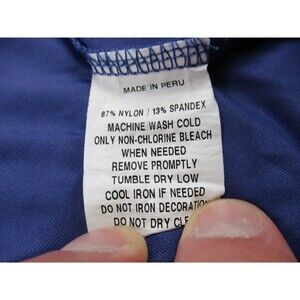 MADE IN PERU
87% NYLON / 13% SPANDEX
MACHINE WASH COLD
ONLY NON-CHLORINE BLEACH
WHEN NEEDED
REMOVE PROMPTLY
TUMBLE DRY LOW
COOL IRON IF NEEDED
DO NOT IRON DECORATION
DO NOT DRY CLE